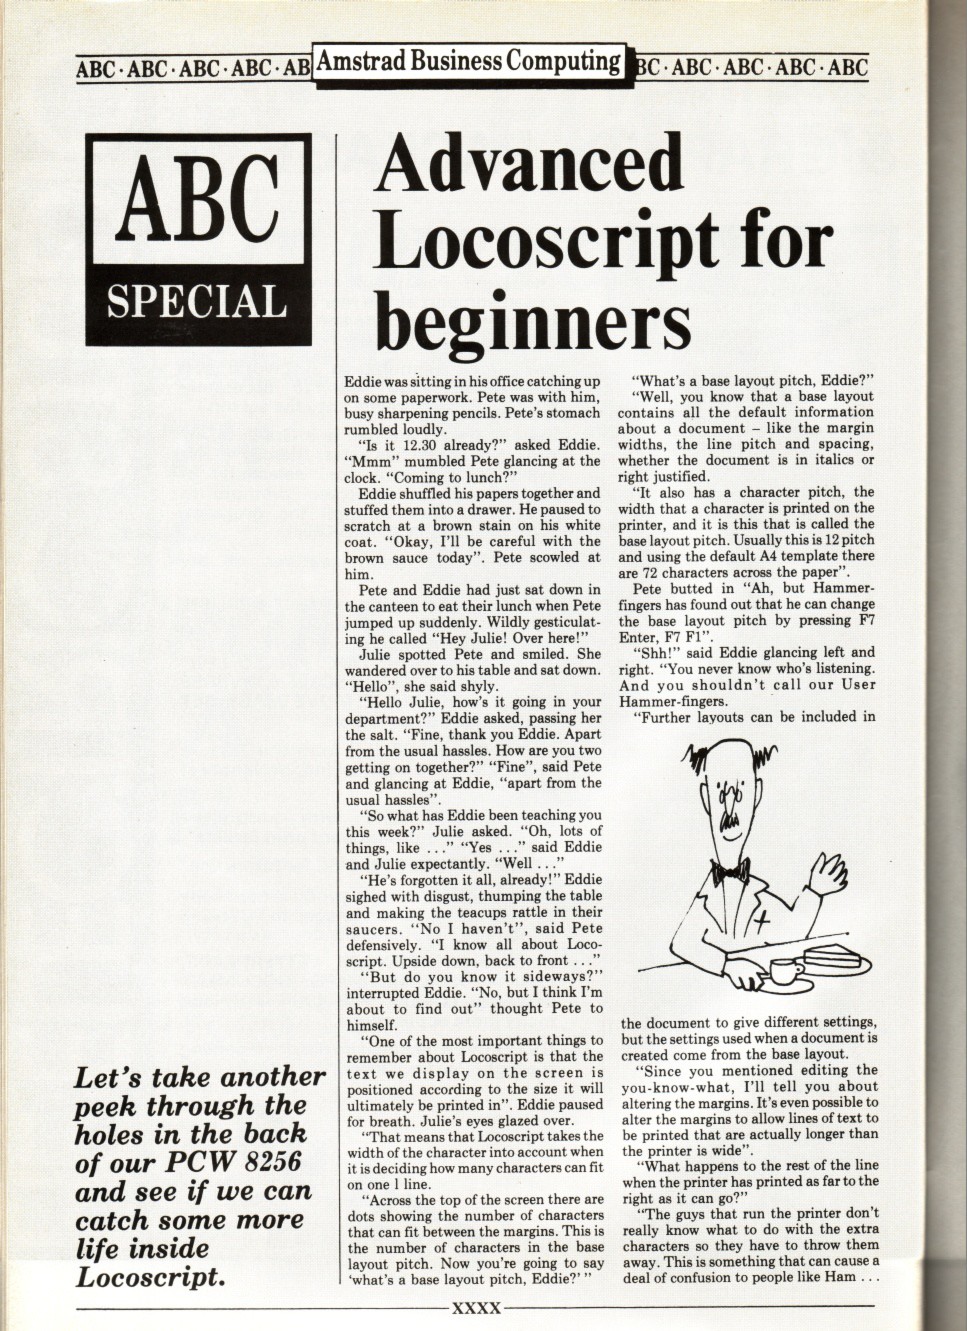 ABC · ABC · ABC · ABC · AB
Amstrad Business Computing
BC · ABC · ABC · ABC · ABC
ABC
SPECIAL
Advanced
Locoscript for
beginners
Let's take another
peek through the
holes in the back
of our PCW 8256
and see if we can
catch some more
life inside
Locoscript.
Eddie was sitting in his office catching up
on some paperwork. Pete was with him,
busy sharpening pencils. Pete's stomach
rumbled loudly.
"Is it 12.30 already?" asked Eddie.
"Mmm" mumbled Pete glancing at the
clock. "Coming to lunch?"
Eddie shuffled his papers together and
stuffed them into a drawer. He paused to
scratch at a brown stain on his white
coat. "Okay, I'll be careful with the
brown sauce today". Pete scowled at
him.
Pete and Eddie had just sat down in
the canteen to eat their lunch when Pete
jumped up suddenly. Wildly gesticulat-
ing he called "Hey Julie! Over here!"
Julie spotted Pete and smiled. She
wandered over to his table and sat down.
"Hello", she said shyly.
"Hello Julie, how's it going in your
department?" Eddie asked, passing her
the salt. "Fine, thank you Eddie. Apart
from the usual hassles. How are you two
getting on together?" "Fine", said Pete
and glancing at Eddie, "apart from the
usual hassles".
"So what has Eddie been teaching you
this week?" Julie asked. "Oh, lots of
things, like . . ." "Yes . . ." said Eddie
and Julie expectantly. "Well . . ."
"He's forgotten it all, already!" Eddie
sighed with disgust, thumping the table
and making the teacups rattle in their
saucers. "No I haven't", said Pete
defensively. "I know all about Loco-
script. Upside down, back to front . . ."
"But do you know it sideways?"
interrupted Eddie. "No, but I think I'm
about to find out" thought Pete to
himself.
"One of the most important things to
remember about Locoscript is that the
text we display on the screen is
positioned according to the size it will
ultimately be printed in". Eddie paused
for breath. Julie's eyes glazed over.
"That means that Locoscript takes the
width of the character into account when
it is deciding how many characters can fit
on one l line.
"Across the top of the screen there are
dots showing the number of characters
that can fit between the margins. This is
the number of characters in the base
layout pitch. Now you're going to say
'what's a base layout pitch, Eddie?' "
"What's a base layout pitch, Eddie?"
"Well, you know that a base layout
contains all the default information
about a document – like the margin
widths, the line pitch and spacing,
whether the document is in italics or
right justified.
"It also has a character pitch, the
width that a character is printed on the
printer, and it is this that is called the
base layout pitch. Usually this is 12 pitch
and using the default A4 template there
are 72 characters across the paper".
Pete butted in "Ah, but Hammer-
fingers has found out that he can change
the base layout pitch by pressing F7
Enter, F7 F1".
"Shh!" said Eddie glancing left and
right. "You never know who's listening.
And you shouldn't call our User
Hammer-fingers.
"Further layouts can be included in
the document to give different settings,
but the settings used when a document is
created come from the base layout.
"Since you mentioned editing the
you-know-what, I'll tell you about
altering the margins. It's even possible to
alter the margins to allow lines of text to
be printed that are actually longer than
the printer is wide".
"What happens to the rest of the line
when the printer has printed as far to the
right as it can go?"
"The guys that run the printer don't
really know what to do with the extra
characters so they have to throw them
away. This is something that can cause a
deal of confusion to people like Ham . . .
XXXX